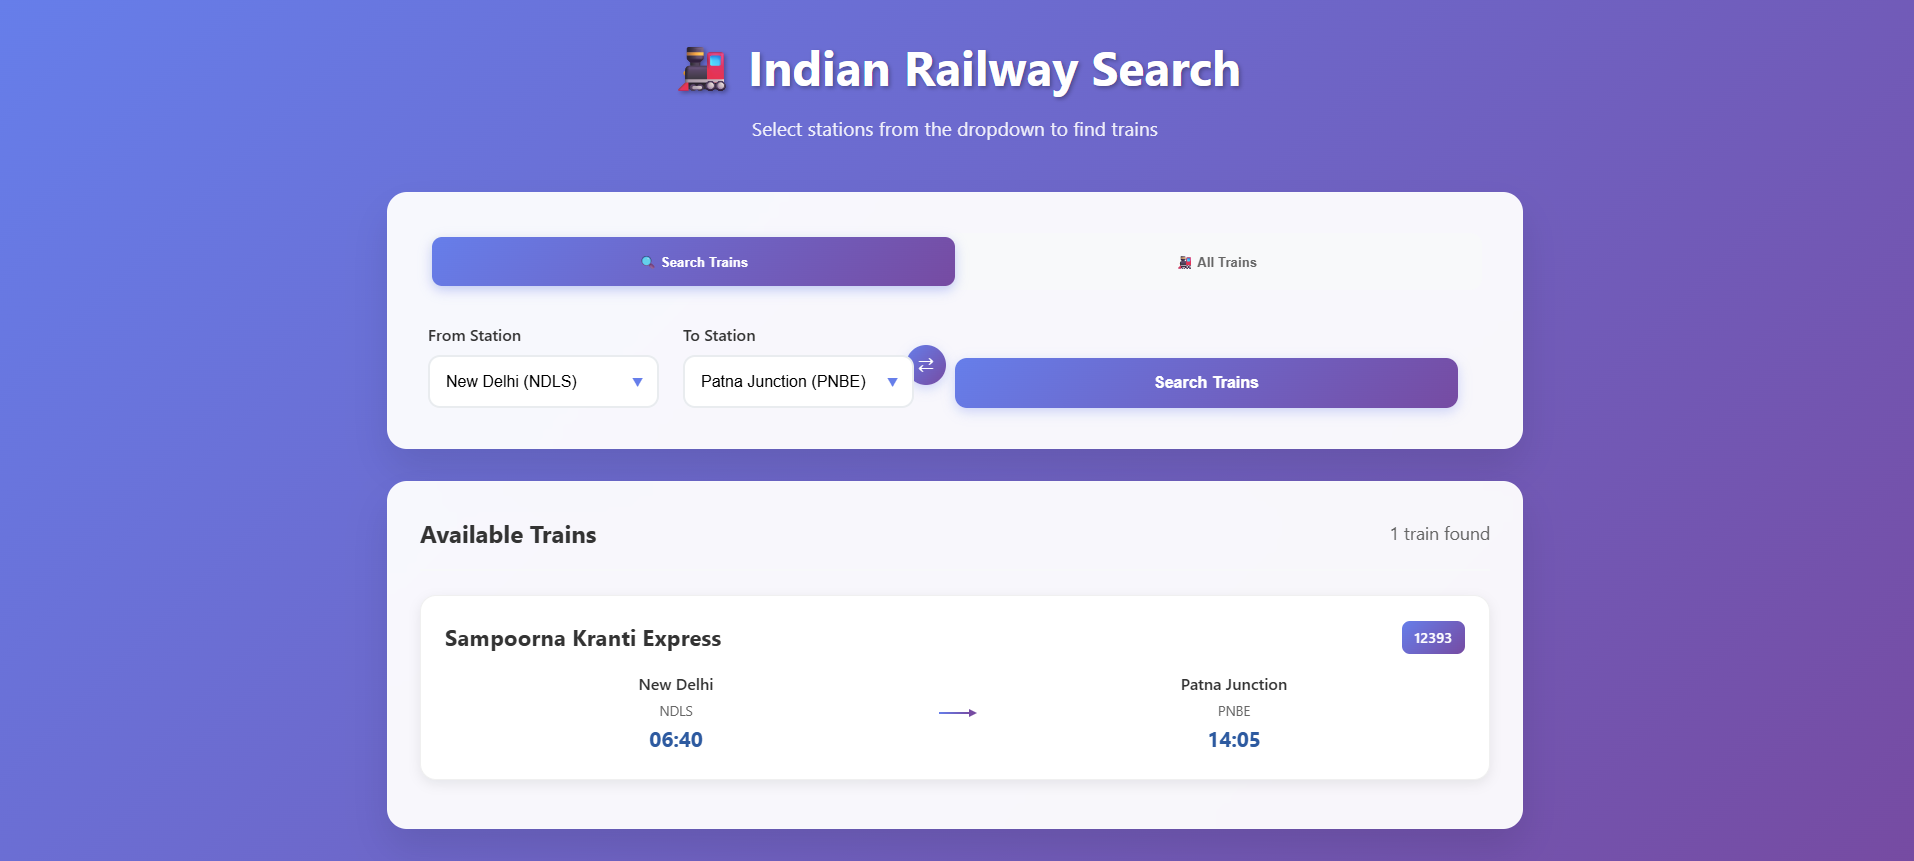 Indian Railway Search
Select stations from the dropdown to find trains
Search Trains
All Trains
From Station
To Station
New Delhi (NDLS)
Patna Junction (PNBE)
Search Trains
Available Trains
1 train found
Sampoorna Kranti Express
12393
New Delhi
NDLS
06:40
Patna Junction
PNBE
14:05